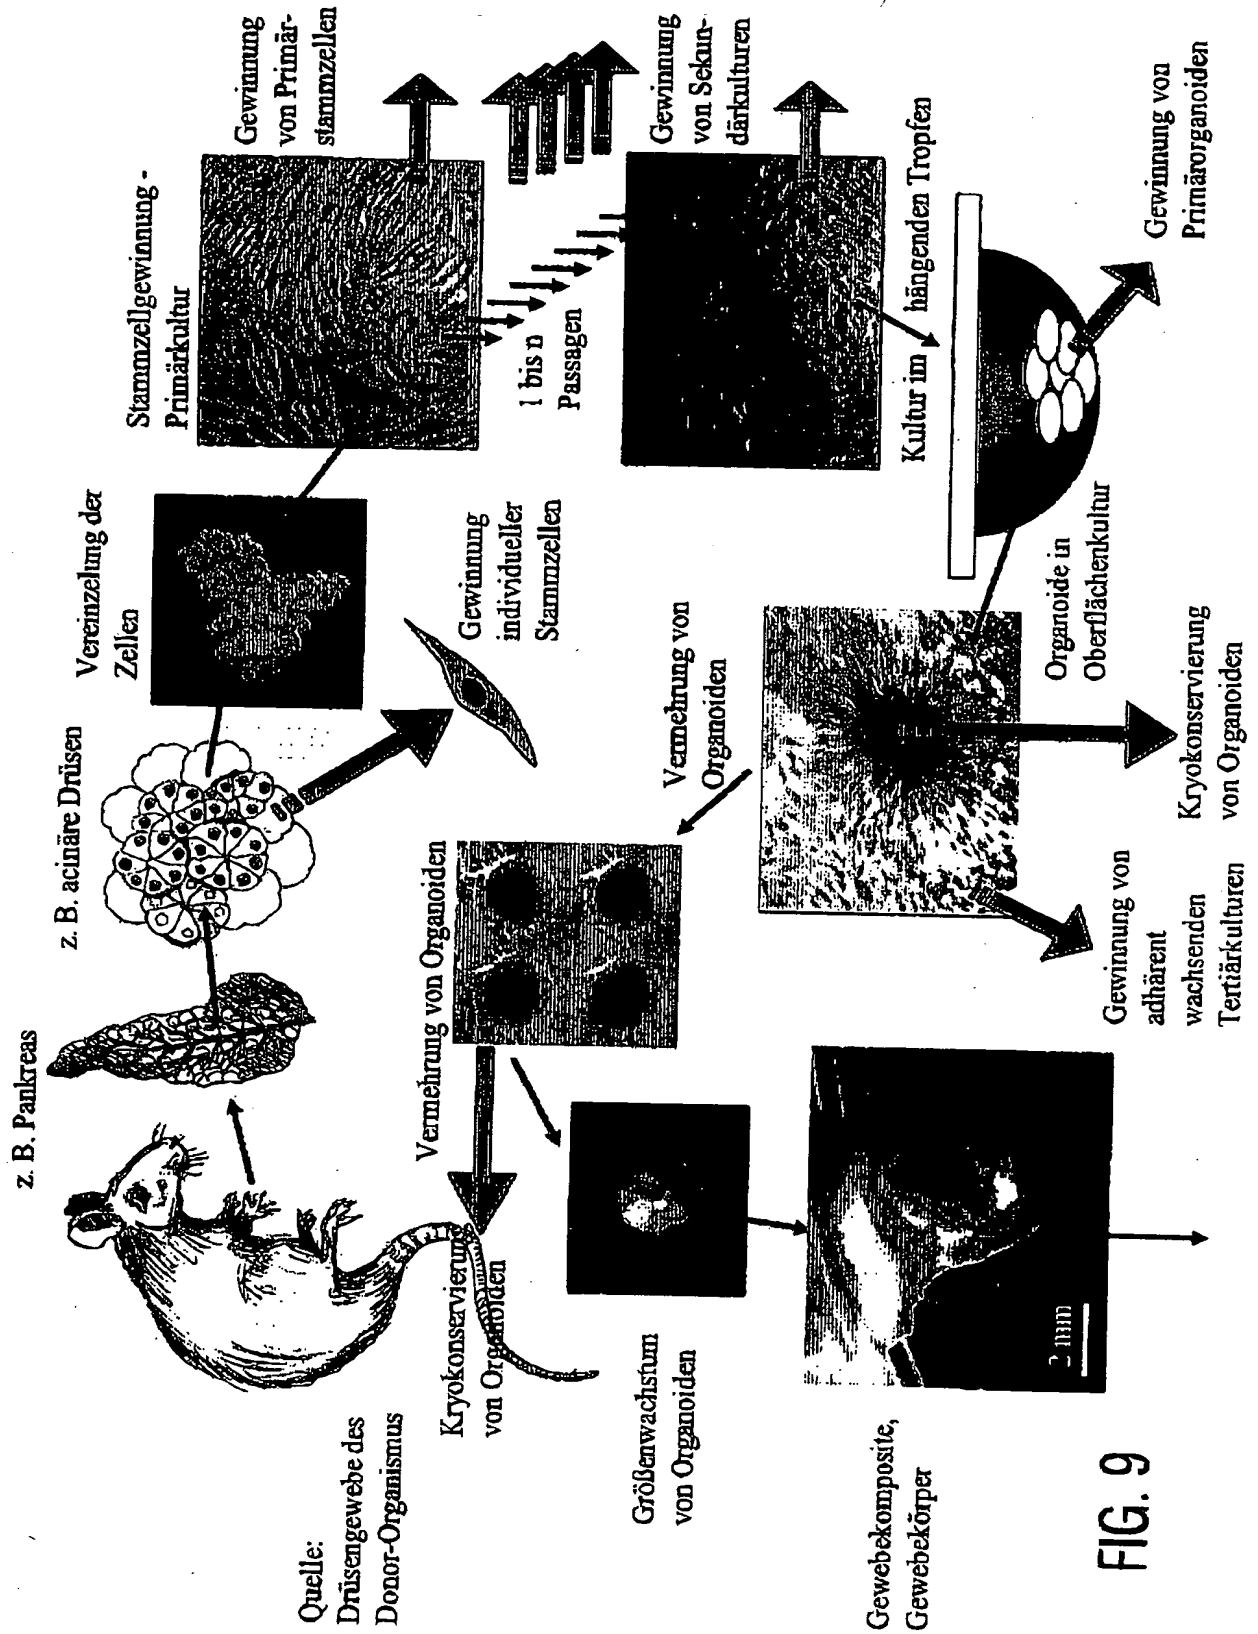 Quelle:
Drüsengewebe des
Donor-Organismus
z. B. Pankreas
z. B. acinäre Drüsen
Vereinzelung der
Zellen
Stammzellgewinnung -
Primärkultur
Gewinnung
von Primär-
stammzellen
Gewinnung
individueller
Stammzellen
1 bis n
Passagen
Gewinnung
von Sekun-
därkulturen
Kultur im hängenden Tropfen
Gewinnung von
Primärorganoiden
Organoide in
Oberflächenkultur
Vermehrung von
Organoiden
Kryokonservierung
von Organoiden
Gewinnung von
adhärent
wachsenden
Tertiärkulturen
Vermehrung von Organoiden
Kryokonservierung
von Organoiden
Größenwachstum
von Organoiden
Gewebekomposite,
Gewebekörper
2 mm
FIG. 9